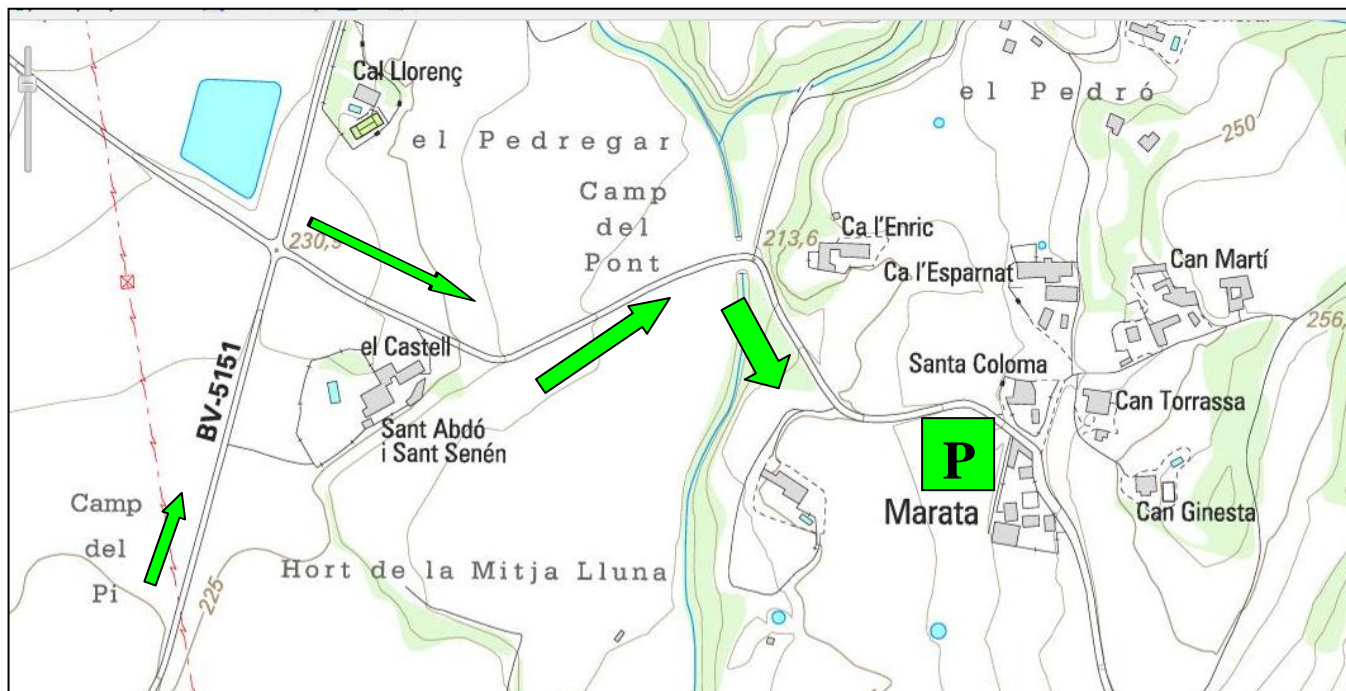 Cal Llorenç
el Pedregar
el Pedró
250
Camp
del
Pont
230,5
213,6
Ca l'Enric
Ca l'Esparnat
Can Martí
256,
BV-5151
el Castell
Sant Abdó
i Sant Senén
Santa Coloma
Can Torrassa
P
Marata
Can Ginesta
Camp
del
Pi
225
Hort de la Mitja Lluna